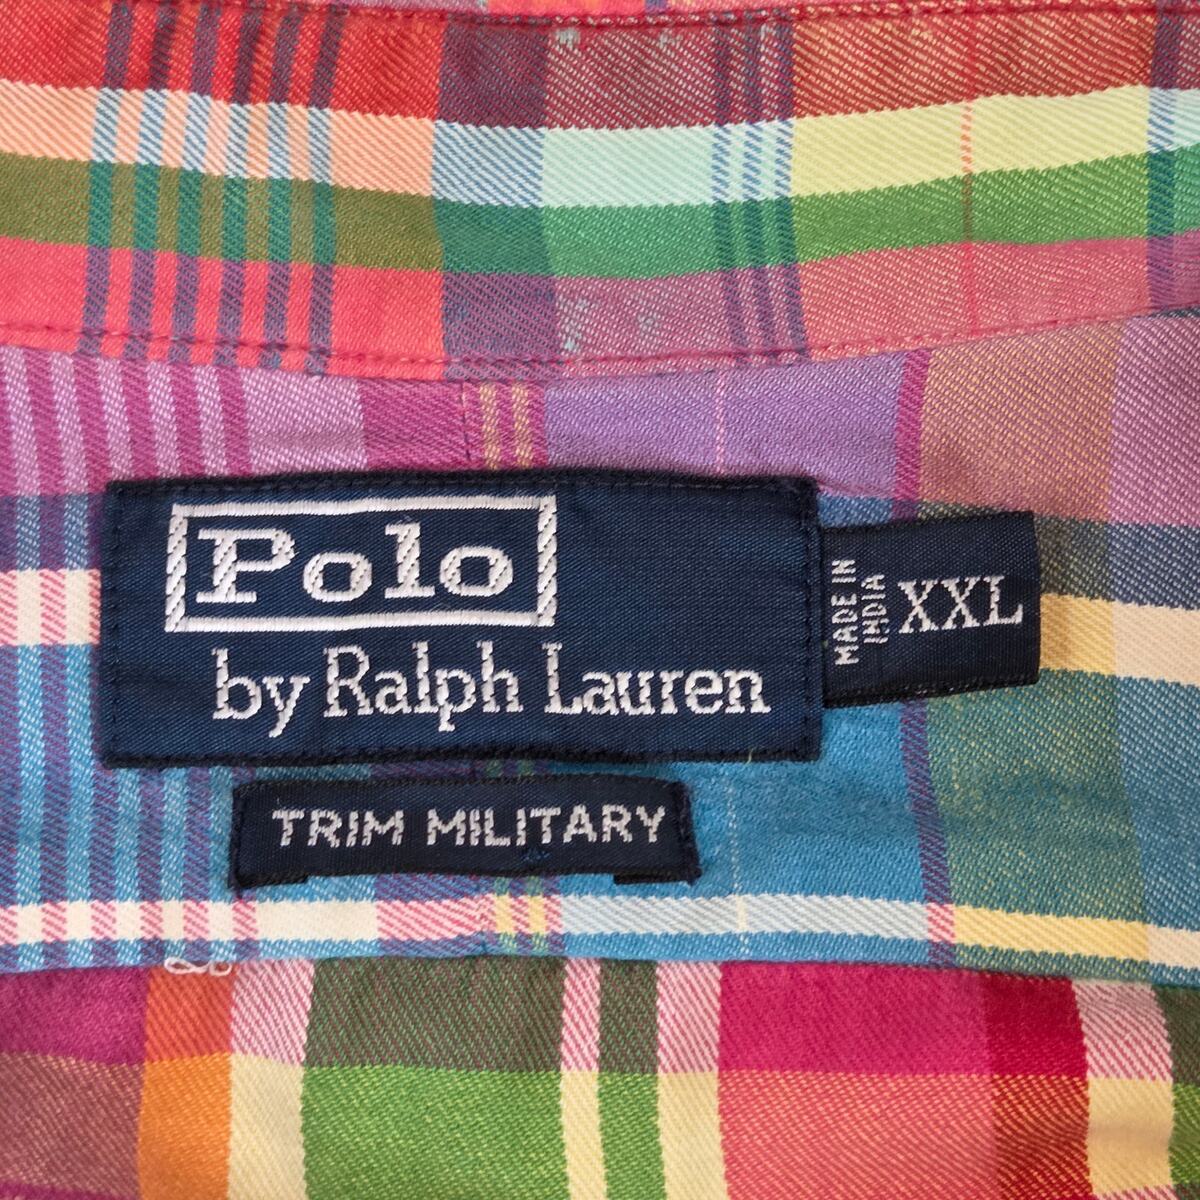 Polo
by Ralph Lauren
MADE IN
INDIA
XXL
TRIM MILITARY